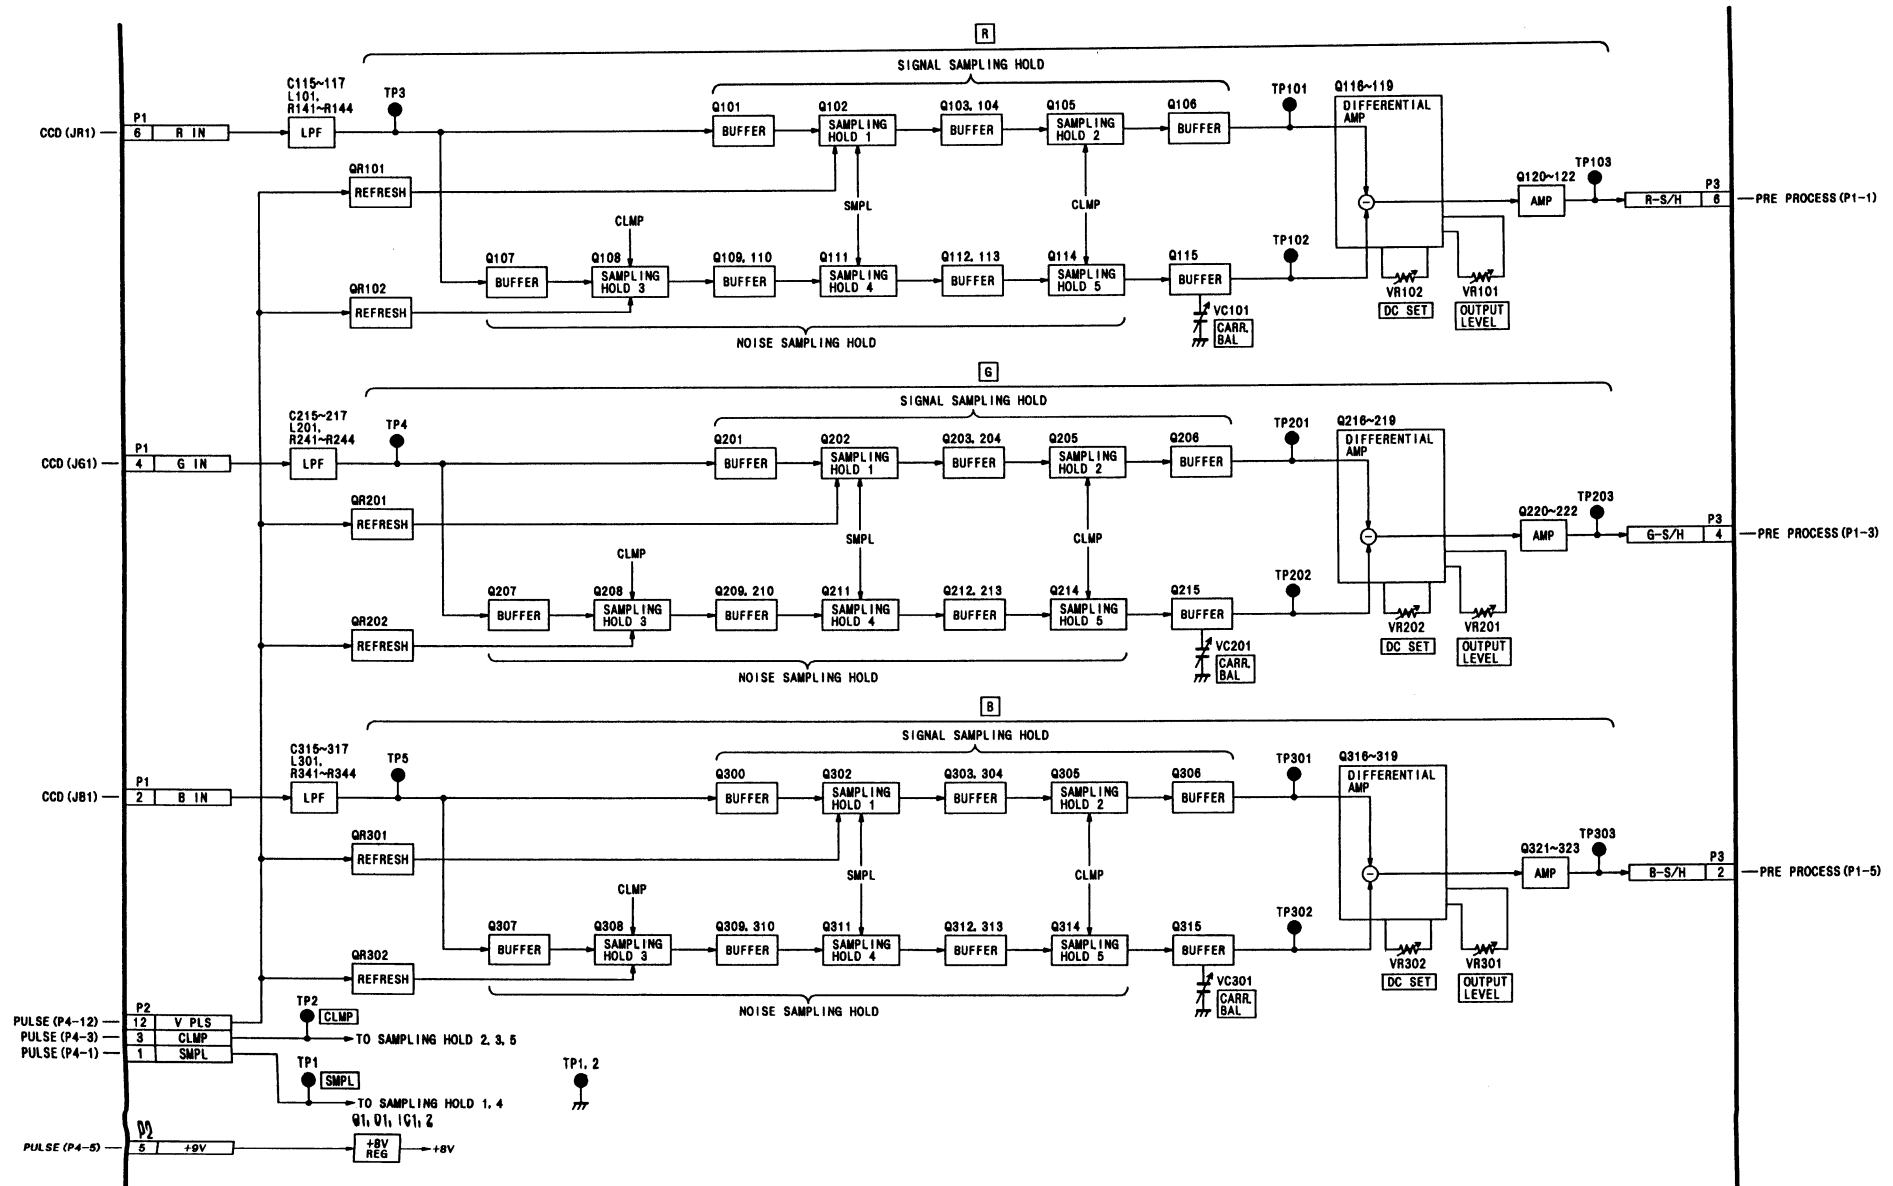 R
SIGNAL SAMPLING HOLD
C115~117
L101,
R141~R144
TP3
Q101
Q102
Q103, 104
Q105
Q106
TP101
Q116~119
DIFFERENTIAL
AMP
CCD (JR1)
P1
6 R IN
LPF
BUFFER
SAMPLING
HOLD 1
BUFFER
SAMPLING
HOLD 2
BUFFER
QR101
REFRESH
SMPL
CLMP
CLMP
TP103
Q120~122
AMP
P3
R-S/H 6
PRE PROCESS (P1-1)
TP102
Q107
Q108
Q109, 110
Q111
Q112, 113
Q114
Q115
BUFFER
SAMPLING
HOLD 3
BUFFER
SAMPLING
HOLD 4
BUFFER
SAMPLING
HOLD 5
BUFFER
QR102
REFRESH
NOISE SAMPLING HOLD
VC101
CARR.
BAL
VR102
DC SET
VR101
OUTPUT
LEVEL
G
SIGNAL SAMPLING HOLD
C215~217
L201,
R241~R244
TP4
Q201
Q202
Q203, 204
Q205
Q206
TP201
Q216~219
DIFFERENTIAL
AMP
CCD (JG1)
P1
4 G IN
LPF
BUFFER
SAMPLING
HOLD 1
BUFFER
SAMPLING
HOLD 2
BUFFER
QR201
REFRESH
SMPL
CLMP
CLMP
TP203
Q220~222
AMP
P3
G-S/H 4
PRE PROCESS (P1-3)
TP202
Q207
Q208
Q209, 210
Q211
Q212, 213
Q214
Q215
BUFFER
SAMPLING
HOLD 3
BUFFER
SAMPLING
HOLD 4
BUFFER
SAMPLING
HOLD 5
BUFFER
QR202
REFRESH
NOISE SAMPLING HOLD
VC201
CARR.
BAL
VR202
DC SET
VR201
OUTPUT
LEVEL
B
SIGNAL SAMPLING HOLD
C315~317
L301,
R341~R344
TP5
Q300
Q302
Q303, 304
Q305
Q306
TP301
Q316~319
DIFFERENTIAL
AMP
CCD (JB1)
P1
2 B IN
LPF
BUFFER
SAMPLING
HOLD 1
BUFFER
SAMPLING
HOLD 2
BUFFER
QR301
REFRESH
SMPL
CLMP
CLMP
TP303
Q321~323
AMP
P3
B-S/H 2
PRE PROCESS (P1-5)
TP302
Q307
Q308
Q309, 310
Q311
Q312, 313
Q314
Q315
BUFFER
SAMPLING
HOLD 3
BUFFER
SAMPLING
HOLD 4
BUFFER
SAMPLING
HOLD 5
BUFFER
QR302
REFRESH
NOISE SAMPLING HOLD
VC301
CARR.
BAL
VR302
DC SET
VR301
OUTPUT
LEVEL
P2
PULSE (P4-12) 12 V PLS
PULSE (P4-3) 3 CLMP
PULSE (P4-1) 1 SMPL
TP2
CLMP
TO SAMPLING HOLD 2, 3, 5
TP1
SMPL
TO SAMPLING HOLD 1, 4
TP1, 2
Q1, D1, IC1, 2
P2
PULSE (P4-5) 5 +9V
+8V
REG
+8V